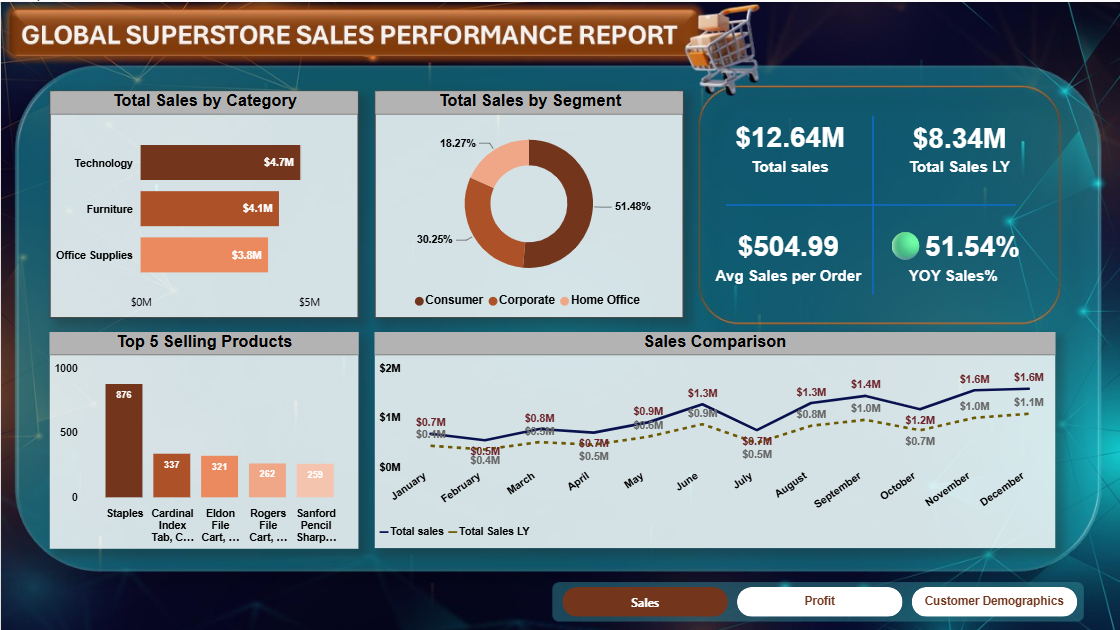 GLOBAL SUPERSTORE SALES PERFORMANCE REPORT
Total Sales by Category
Technology
$4.7M
Furniture
$4.1M
Office Supplies
$3.8M
$0M
$5M
Total Sales by Segment
18.27%
51.48%
30.25%
Consumer
Corporate
Home Office
$12.64M
Total sales
$8.34M
Total Sales LY
$504.99
Avg Sales per Order
51.54%
YOY Sales%
Top 5 Selling Products
1000
500
0
876
337
321
262
259
Staples
Cardinal
Index
Tab, C...
Eldon
File
Cart, ...
Rogers
File
Cart, ...
Sanford
Pencil
Sharp...
Sales Comparison
$2M
$1M
$0M
$0.7M
$0.5M
$0.8M
$0.7M
$0.9M
$1.3M
$0.7M
$1.3M
$1.4M
$1.2M
$1.6M
$1.6M
$0.4M
$0.5M
$0.5M
$0.6M
$0.9M
$0.5M
$0.8M
$1.0M
$0.7M
$1.0M
$1.1M
January
February
March
April
May
June
July
August
September
October
November
December
Total sales
Total Sales LY
Sales
Profit
Customer Demographics